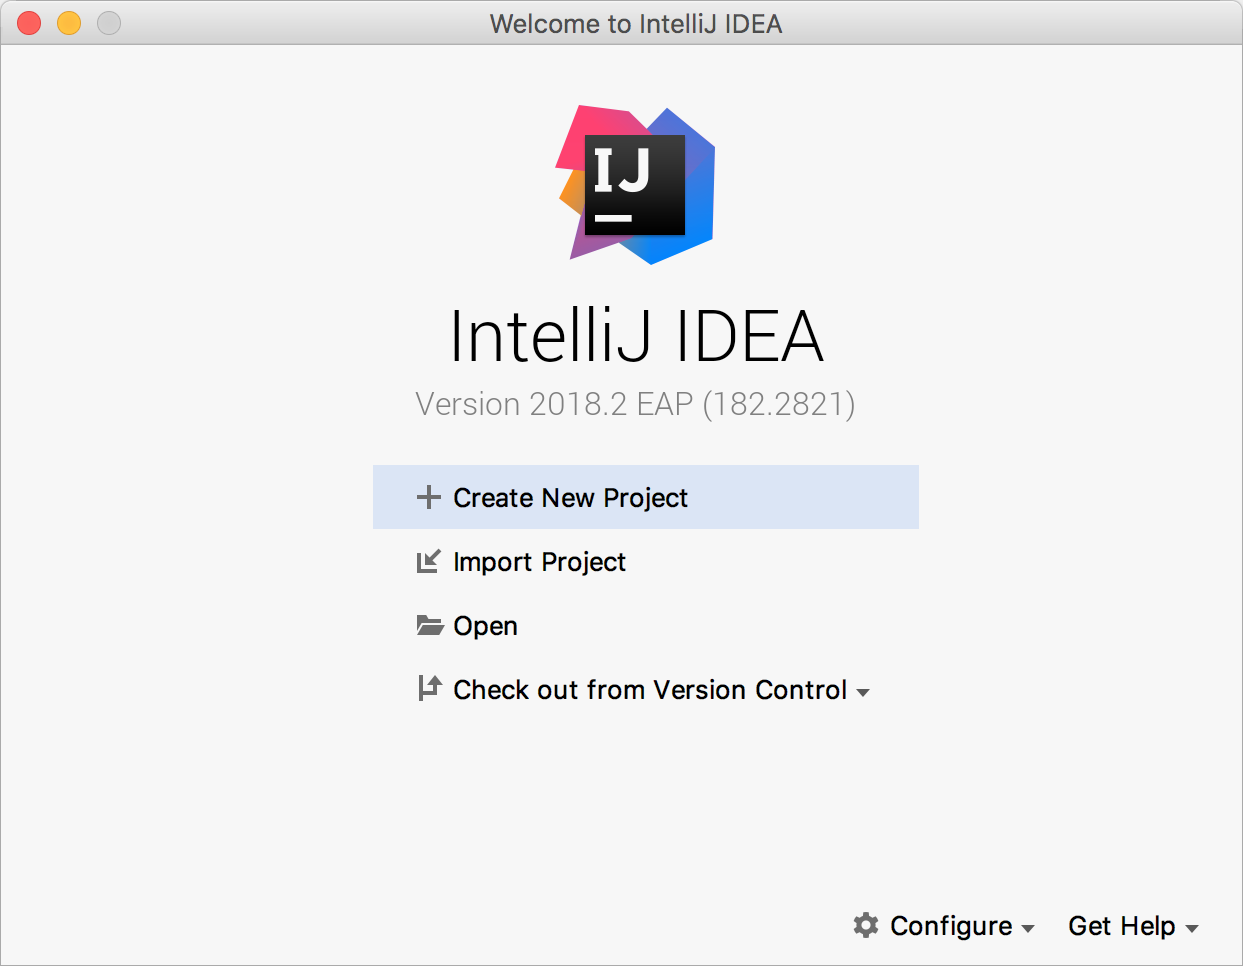 Welcome to IntelliJ IDEA
IJ
IntelliJ IDEA
Version 2018.2 EAP (182.2821)
Create New Project
Import Project
Open
Check out from Version Control
Configure
Get Help